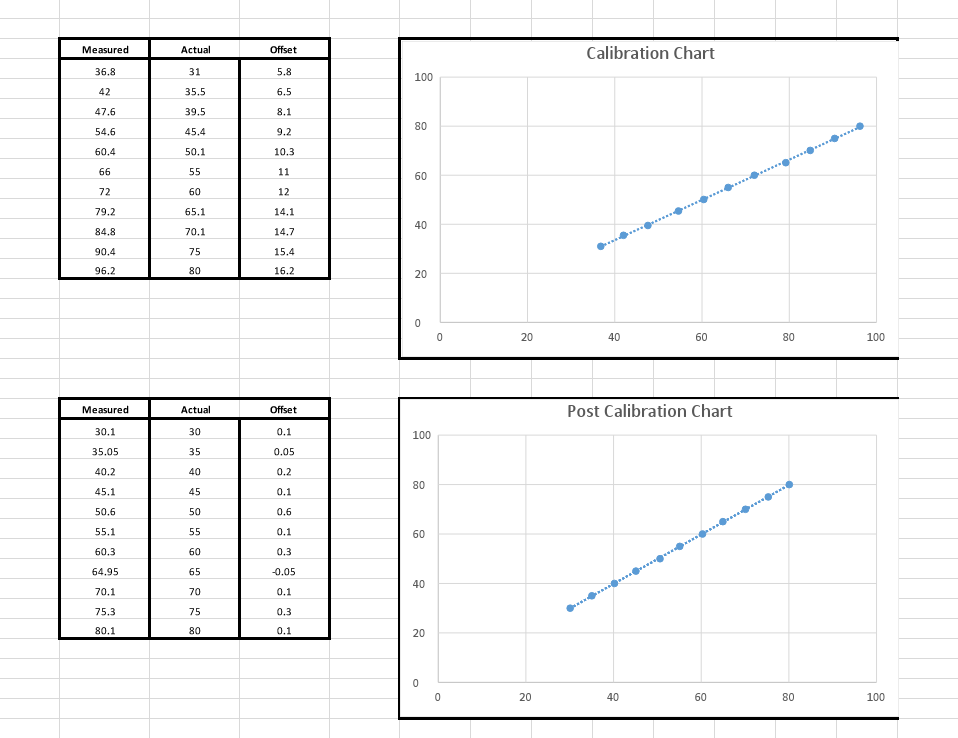 Measured Actual Offset
36.8 31 5.8
42 35.5 6.5
47.6 39.5 8.1
54.6 45.4 9.2
60.4 50.1 10.3
66 55 11
72 60 12
79.2 65.1 14.1
84.8 70.1 14.7
90.4 75 15.4
96.2 80 16.2
Calibration Chart
100
80
60
40
20
0
0 20 40 60 80 100
Measured Actual Offset
30.1 30 0.1
35.05 35 0.05
40.2 40 0.2
45.1 45 0.1
50.6 50 0.6
55.1 55 0.1
60.3 60 0.3
64.95 65 -0.05
70.1 70 0.1
75.3 75 0.3
80.1 80 0.1
Post Calibration Chart
100
80
60
40
20
0
0 20 40 60 80 100